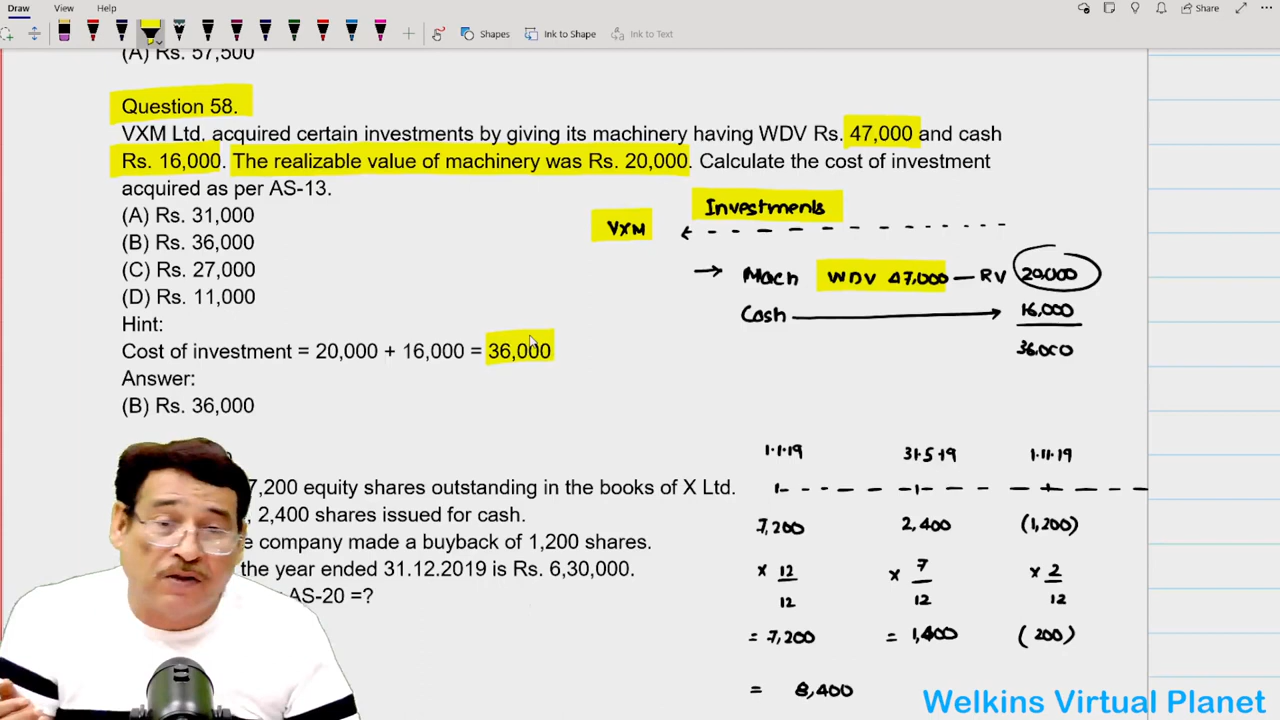 Draw View Help
Shapes Ink to Shape Ink to Text Share
(A) Rs. 57,500
Question 58.
VXM Ltd. acquired certain investments by giving its machinery having WDV Rs. 47,000 and cash
Rs. 16,000. The realizable value of machinery was Rs. 20,000. Calculate the cost of investment
acquired as per AS-13.
(A) Rs. 31,000
(B) Rs. 36,000
(C) Rs. 27,000
(D) Rs. 11,000
Hint:
Cost of investment = 20,000 + 16,000 = 36,000
Answer:
(B) Rs. 36,000
Investments
VXM
Mach WDV 47,000 — RV 20,000
Cash 16,000
36,000
7,200 equity shares outstanding in the books of X Ltd.
2,400 shares issued for cash.
company made a buyback of 1,200 shares.
the year ended 31.12.2019 is Rs. 6,30,000.
AS-20 =?
1.1.19 31.5.19 1.11.19
7,200 2,400 (1,200)
x 12/12 x 7/12 x 2/12
= 7,200 = 1,400 (200)
= 8,400
Welkins Virtual Planet